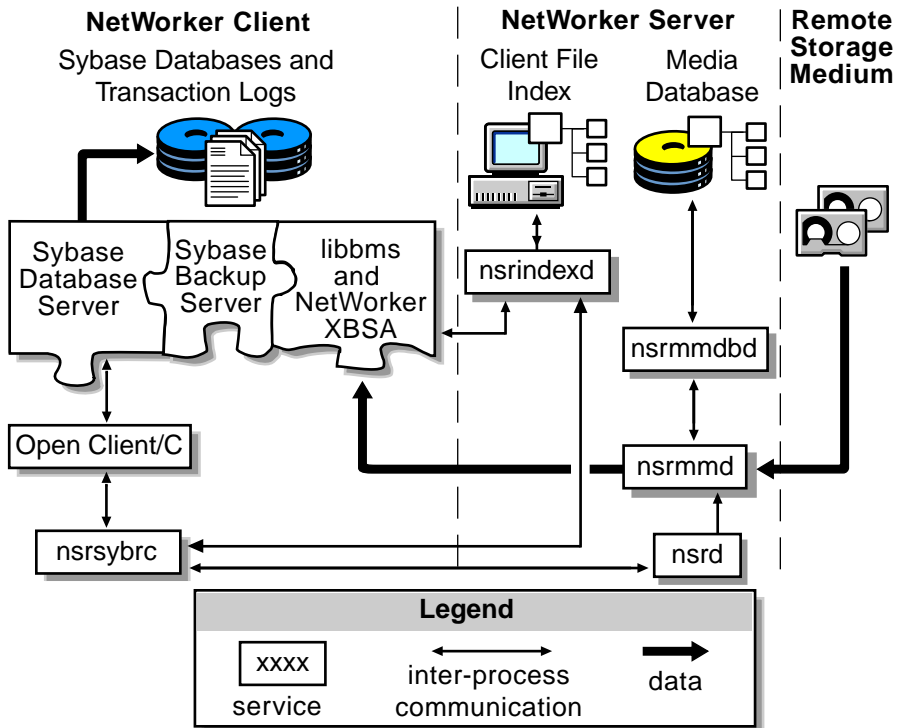 NetWorker Client
Sybase Databases and
Transaction Logs
NetWorker Server
Client File
Index
Media
Database
Remote
Storage
Medium
Sybase
Database
Server
Sybase
Backup
Server
libbms
and
NetWorker
XBSA
nsrindexd
nsrmmdbd
Open Client/C
nsrmmd
nsrsybrc
nsrd
Legend
xxxx
service
inter-process
communication
data